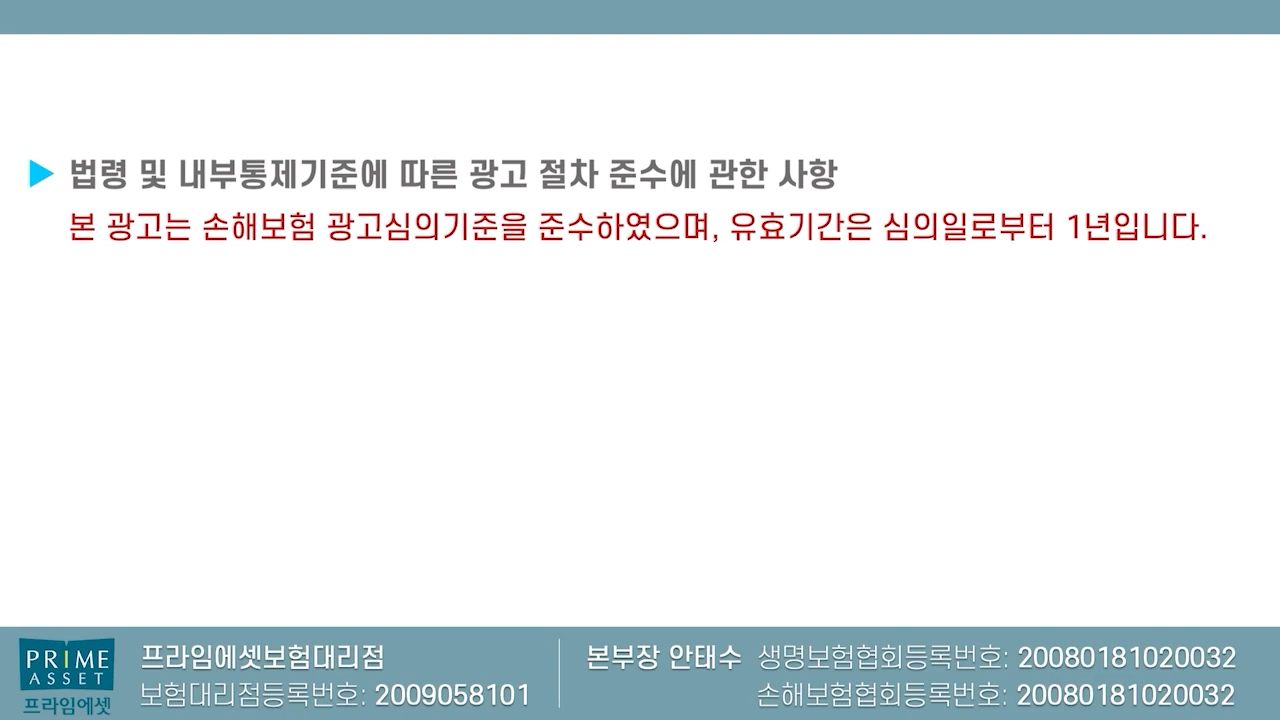 ▶ 법령 및 내부통제기준에 따른 광고 절차 준수에 관한 사항
본 광고는 손해보험 광고심의기준을 준수하였으며, 유효기간은 심의일로부터 1년입니다.
PRIME
ASSET
프라임에셋
프라임에셋보험대리점
보험대리점등록번호: 2009058101
본부장 안태수 생명보험협회등록번호: 20080181020032
손해보험협회등록번호: 20080181020032